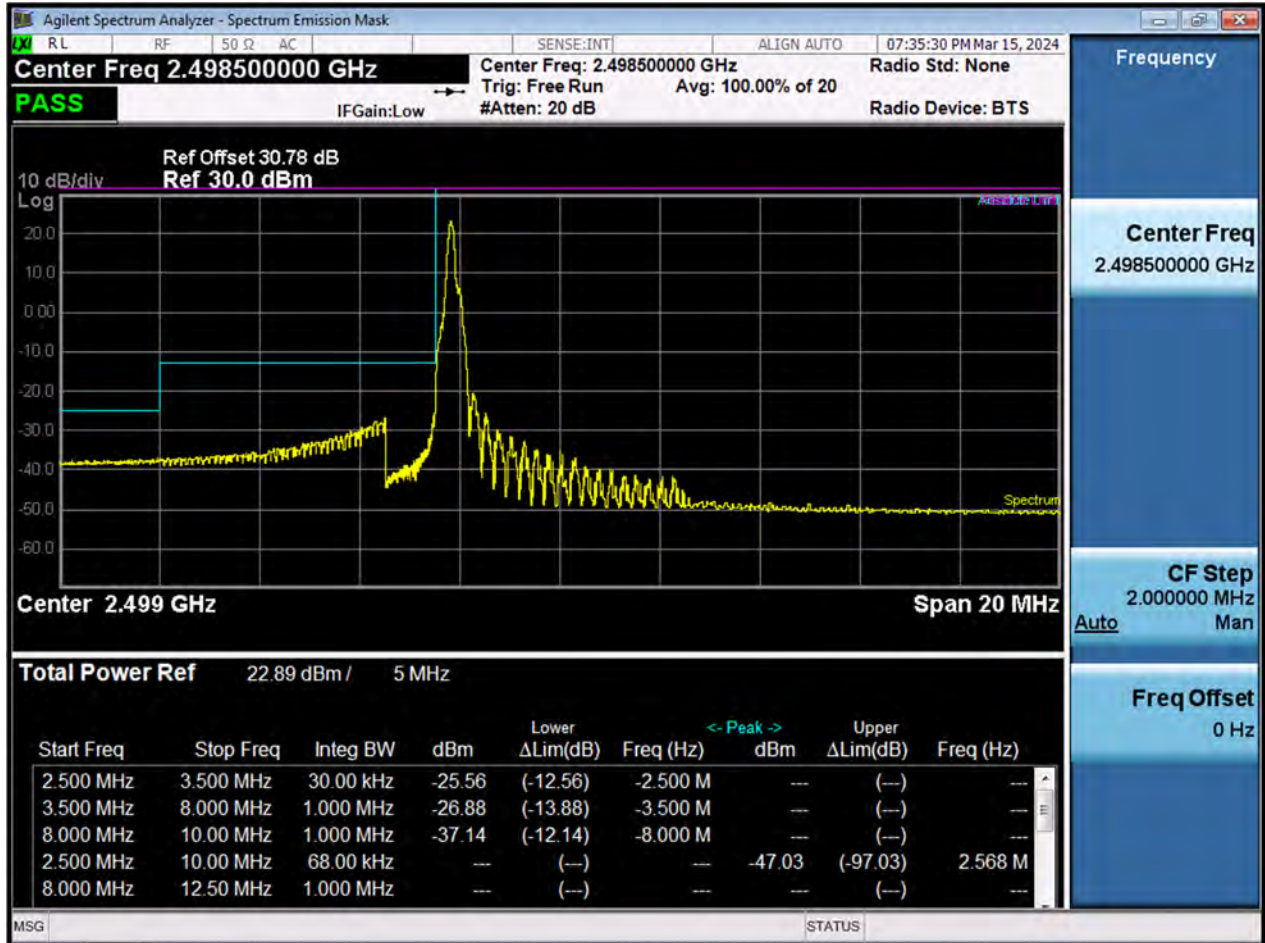 Agilent Spectrum Analyzer - Spectrum Emission Mask
LXI RL RF 50 Ω AC SENSE:INT ALIGN AUTO 07:35:30 PM Mar 15, 2024
Center Freq 2.498500000 GHz
Center Freq: 2.498500000 GHz Radio Std: None
Trig: Free Run Avg: 100.00% of 20
PASS IFGain:Low #Atten: 20 dB Radio Device: BTS
Ref Offset 30.78 dB
10 dB/div Ref 30.0 dBm
Log
Absolute Limit
20.0
10.0
0.00
-10.0
-20.0
-30.0
-40.0
-50.0
Spectrum
-60.0
Center 2.499 GHz Span 20 MHz
Total Power Ref 22.89 dBm / 5 MHz
Lower <- Peak -> Upper
Start Freq Stop Freq Integ BW dBm ΔLim(dB) Freq (Hz) dBm ΔLim(dB) Freq (Hz)
2.500 MHz 3.500 MHz 30.00 kHz -25.56 (-12.56) -2.500 M --- (---) ---
3.500 MHz 8.000 MHz 1.000 MHz -26.88 (-13.88) -3.500 M --- (---) ---
8.000 MHz 10.00 MHz 1.000 MHz -37.14 (-12.14) -8.000 M --- (---) ---
2.500 MHz 10.00 MHz 68.00 kHz --- (---) --- -47.03 (-97.03) 2.568 M
8.000 MHz 12.50 MHz 1.000 MHz --- (---) --- --- (---) ---
MSG STATUS
Frequency
Center Freq
2.498500000 GHz
CF Step
2.000000 MHz
Auto Man
Freq Offset
0 Hz